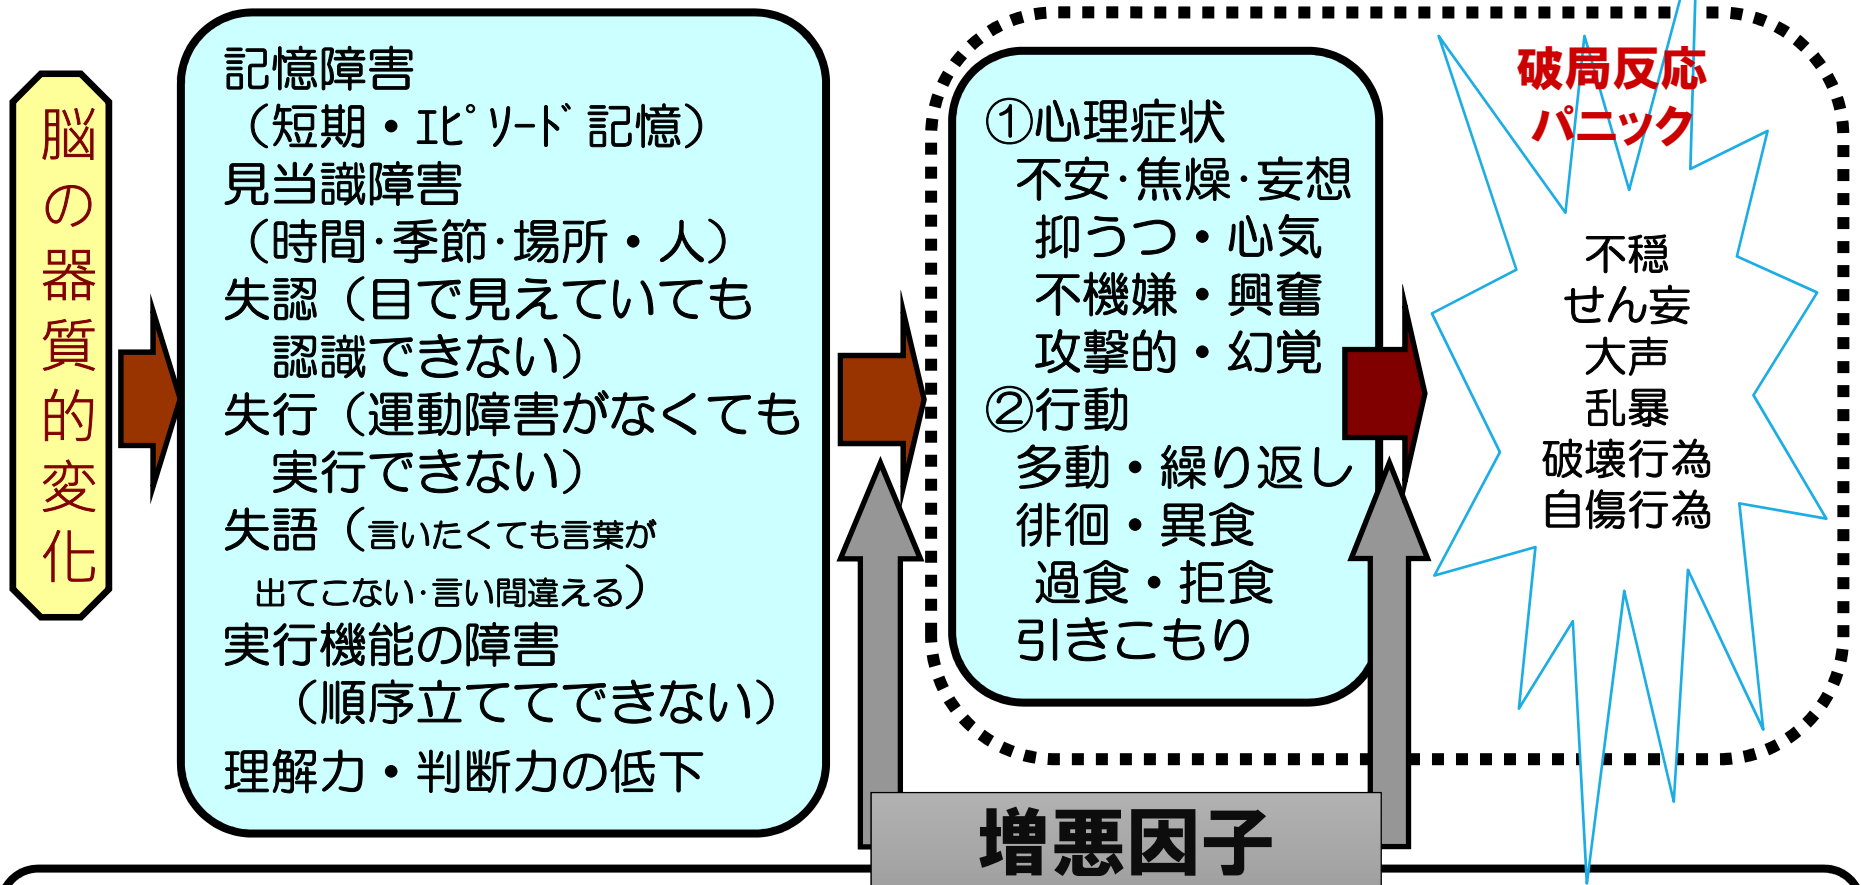 脳の器質的変化
記憶障害
（短期・ｴﾋﾟｿｰﾄﾞ記憶）
見当識障害
（時間･季節･場所・人）
失認（目で見えていても
認識できない）
失行（運動障害がなくても
実行できない）
失語（言いたくても言葉が
出てこない･言い間違える）
実行機能の障害
（順序立ててできない）
理解力・判断力の低下
①心理症状
不安･焦燥･妄想
抑うつ・心気
不機嫌・興奮
攻撃的・幻覚
②行動
多動・繰り返し
徘徊・異食
過食・拒食
引きこもり
破局反応
パニック
不穏
せん妄
大声
乱暴
破壊行為
自傷行為
増悪因子